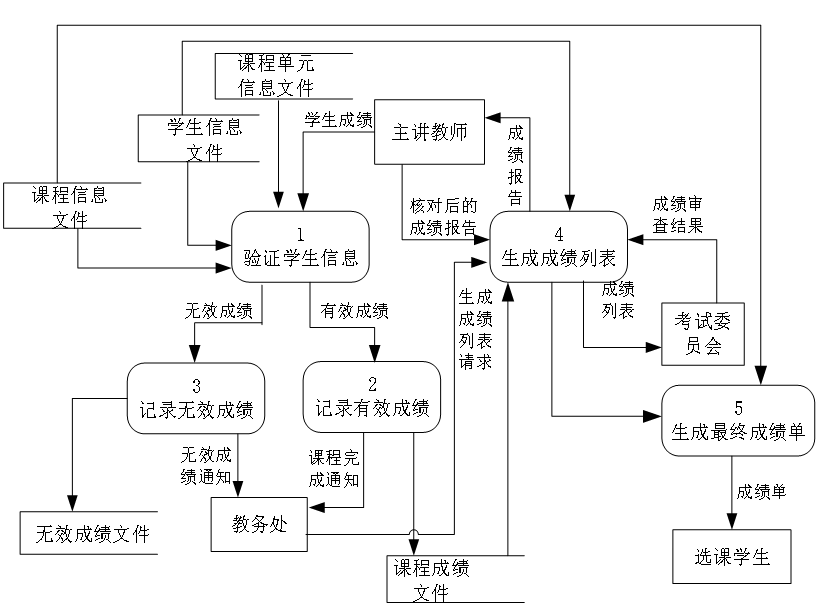 课程单元
信息文件
学生信息
文件
课程信息
文件
学生成绩
主讲教师
成
绩
报
告
核对后的
成绩报告
成绩审
查结果
1
验证学生信息
4
生成成绩列表
无效成绩
有效成绩
生成
成绩
列表
请求
成绩
列表
考试委
员会
3
记录无效成绩
2
记录有效成绩
5
生成最终成绩单
无效成
绩通知
课程完
成通知
成绩单
无效成绩文件
教务处
课程成绩
文件
选课学生